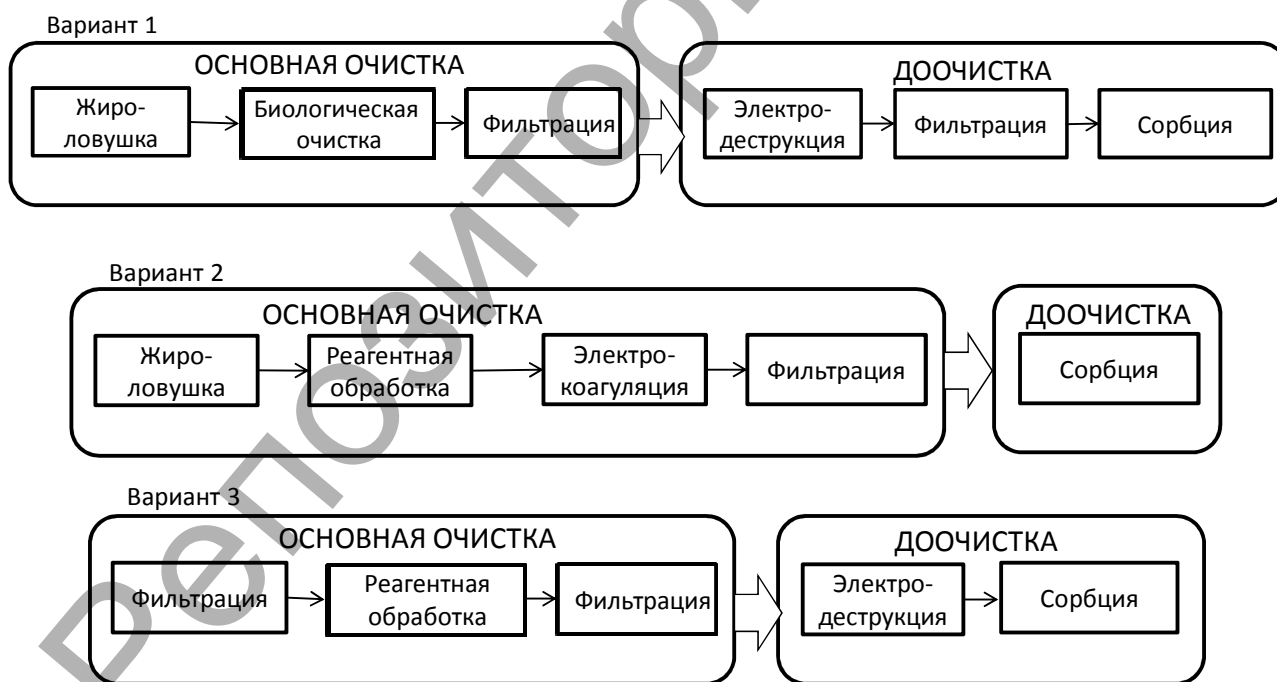 Вариант 1
ОСНОВНАЯ ОЧИСТКА
Жиро-
ловушка
Биологическая
очистка
Фильтрация
ДООЧИСТКА
Электро-
деструкция
Фильтрация
Сорбция
Вариант 2
ОСНОВНАЯ ОЧИСТКА
Жиро-
ловушка
Реагентная
обработка
Электро-
коагуляция
Фильтрация
ДООЧИСТКА
Сорбция
Вариант 3
ОСНОВНАЯ ОЧИСТКА
Фильтрация
Реагентная
обработка
Фильтрация
ДООЧИСТКА
Электро-
деструкция
Сорбция
Репозитор